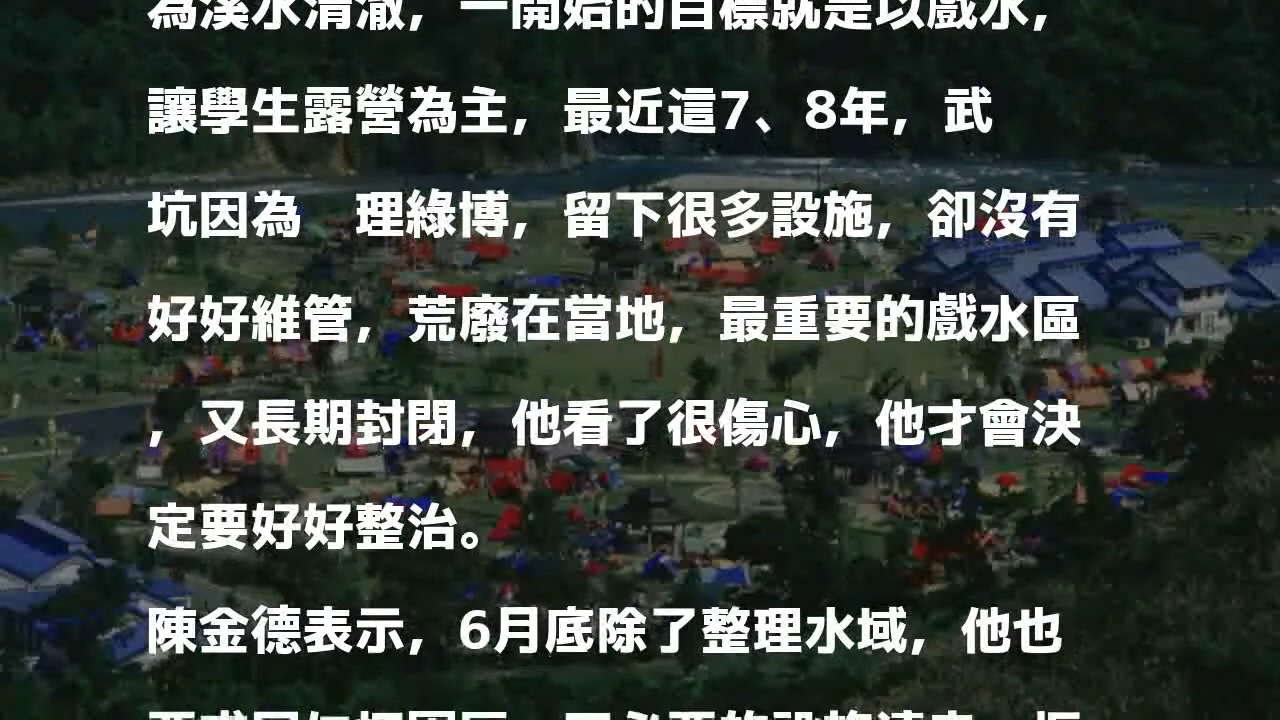 為溪水清澈，一開始的目標就是以戲水，
讓學生露營為主，最近這7、8年，武
坑因為　理綠博，留下很多設施，卻沒有
好好維管，荒廢在當地，最重要的戲水區
，又長期封閉，他看了很傷心，他才會決
定要好好整治。
陳金德表示，6月底除了整理水域，他也